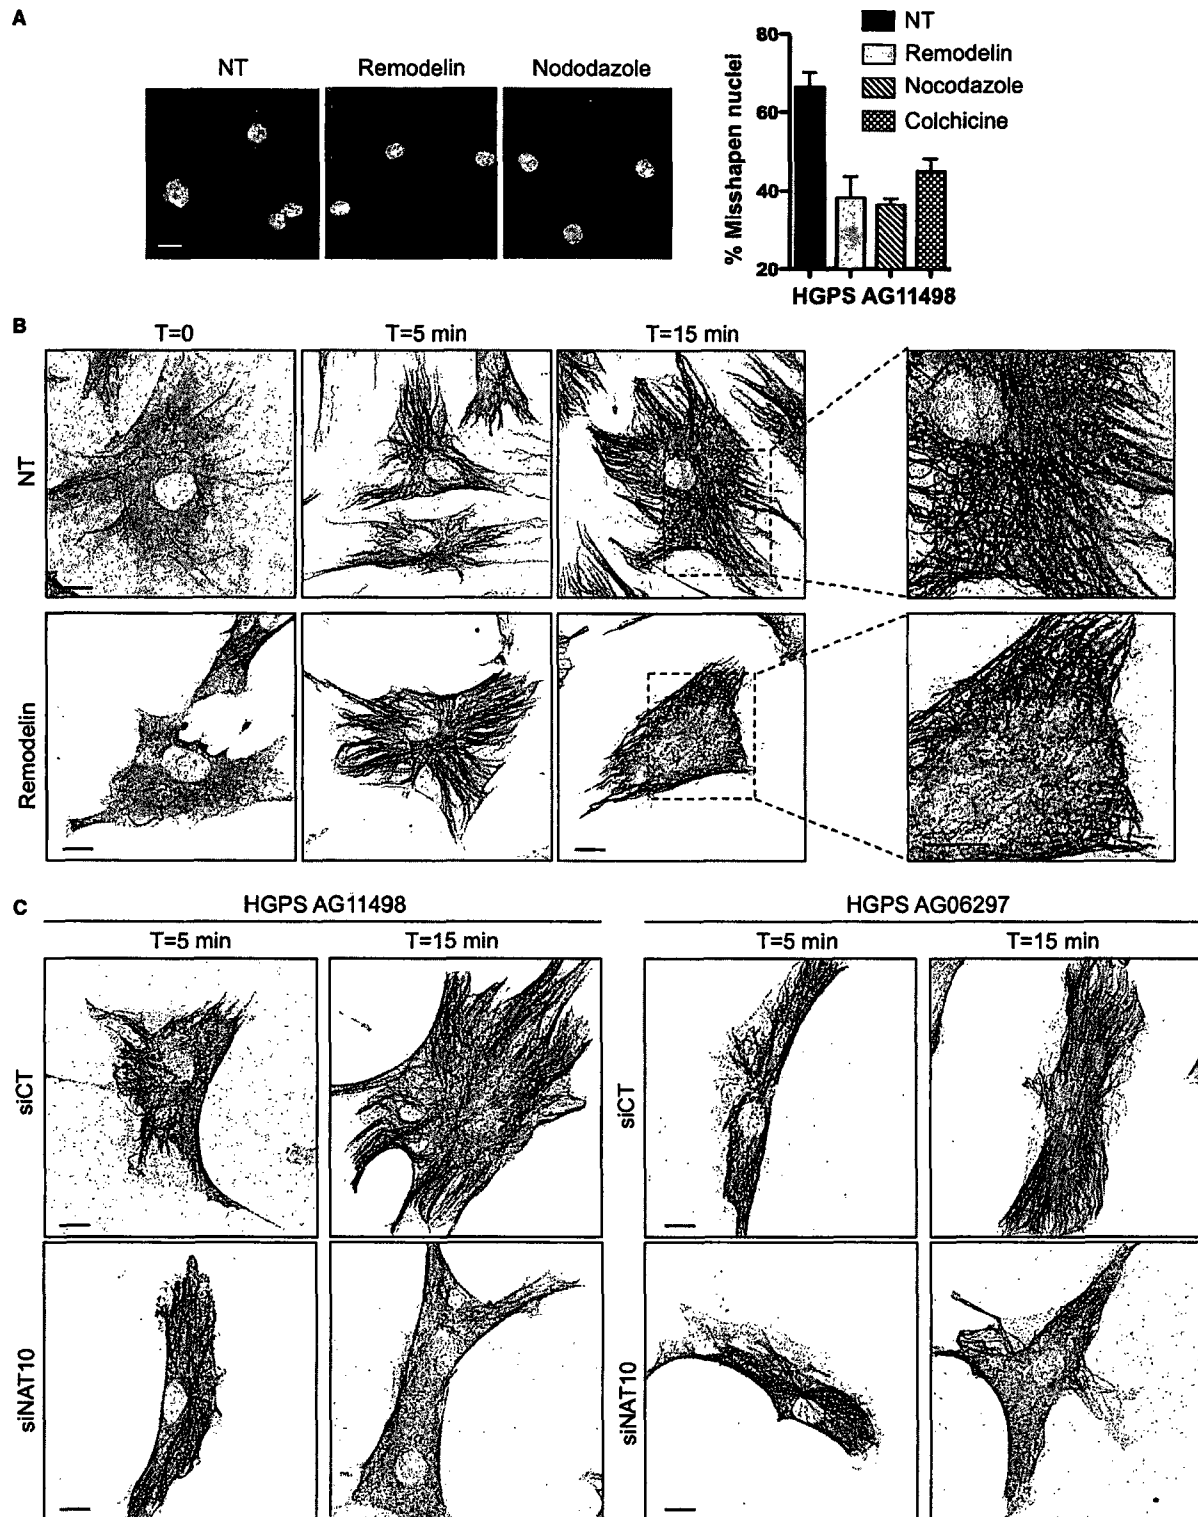 A
NT
Remodelin
Nododazole
80
60
40
20
% Misshapen nuclei
NT
Remodelin
Nocodazole
Colchicine
HGPS AG11498
B
T=0
T=5 min
T=15 min
NT
Remodelin
C
HGPS AG11498
HGPS AG06297
T=5 min
T=15 min
T=5 min
T=15 min
siCT
siCT
siNAT10
siNAT10